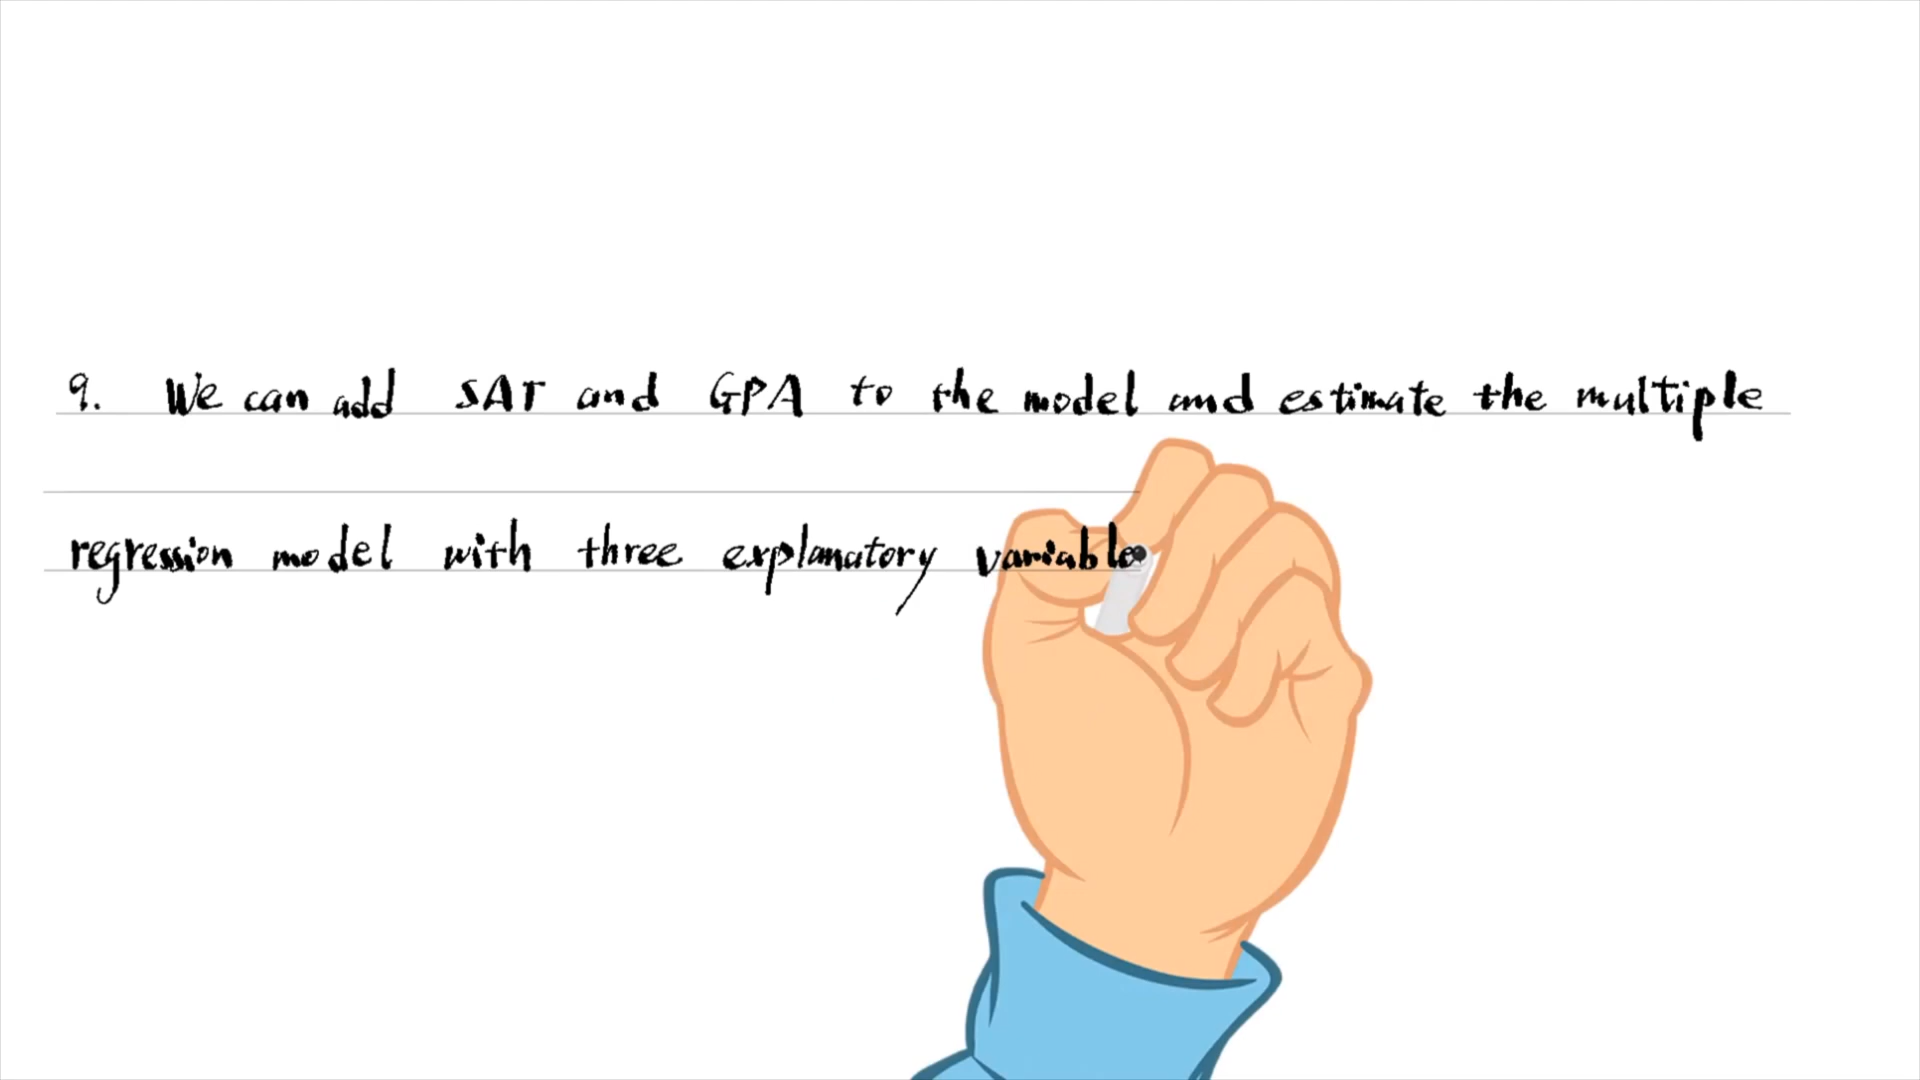 9. We can add SAT and GPA to the model and estimate the multiple
regression model with three explanatory variable